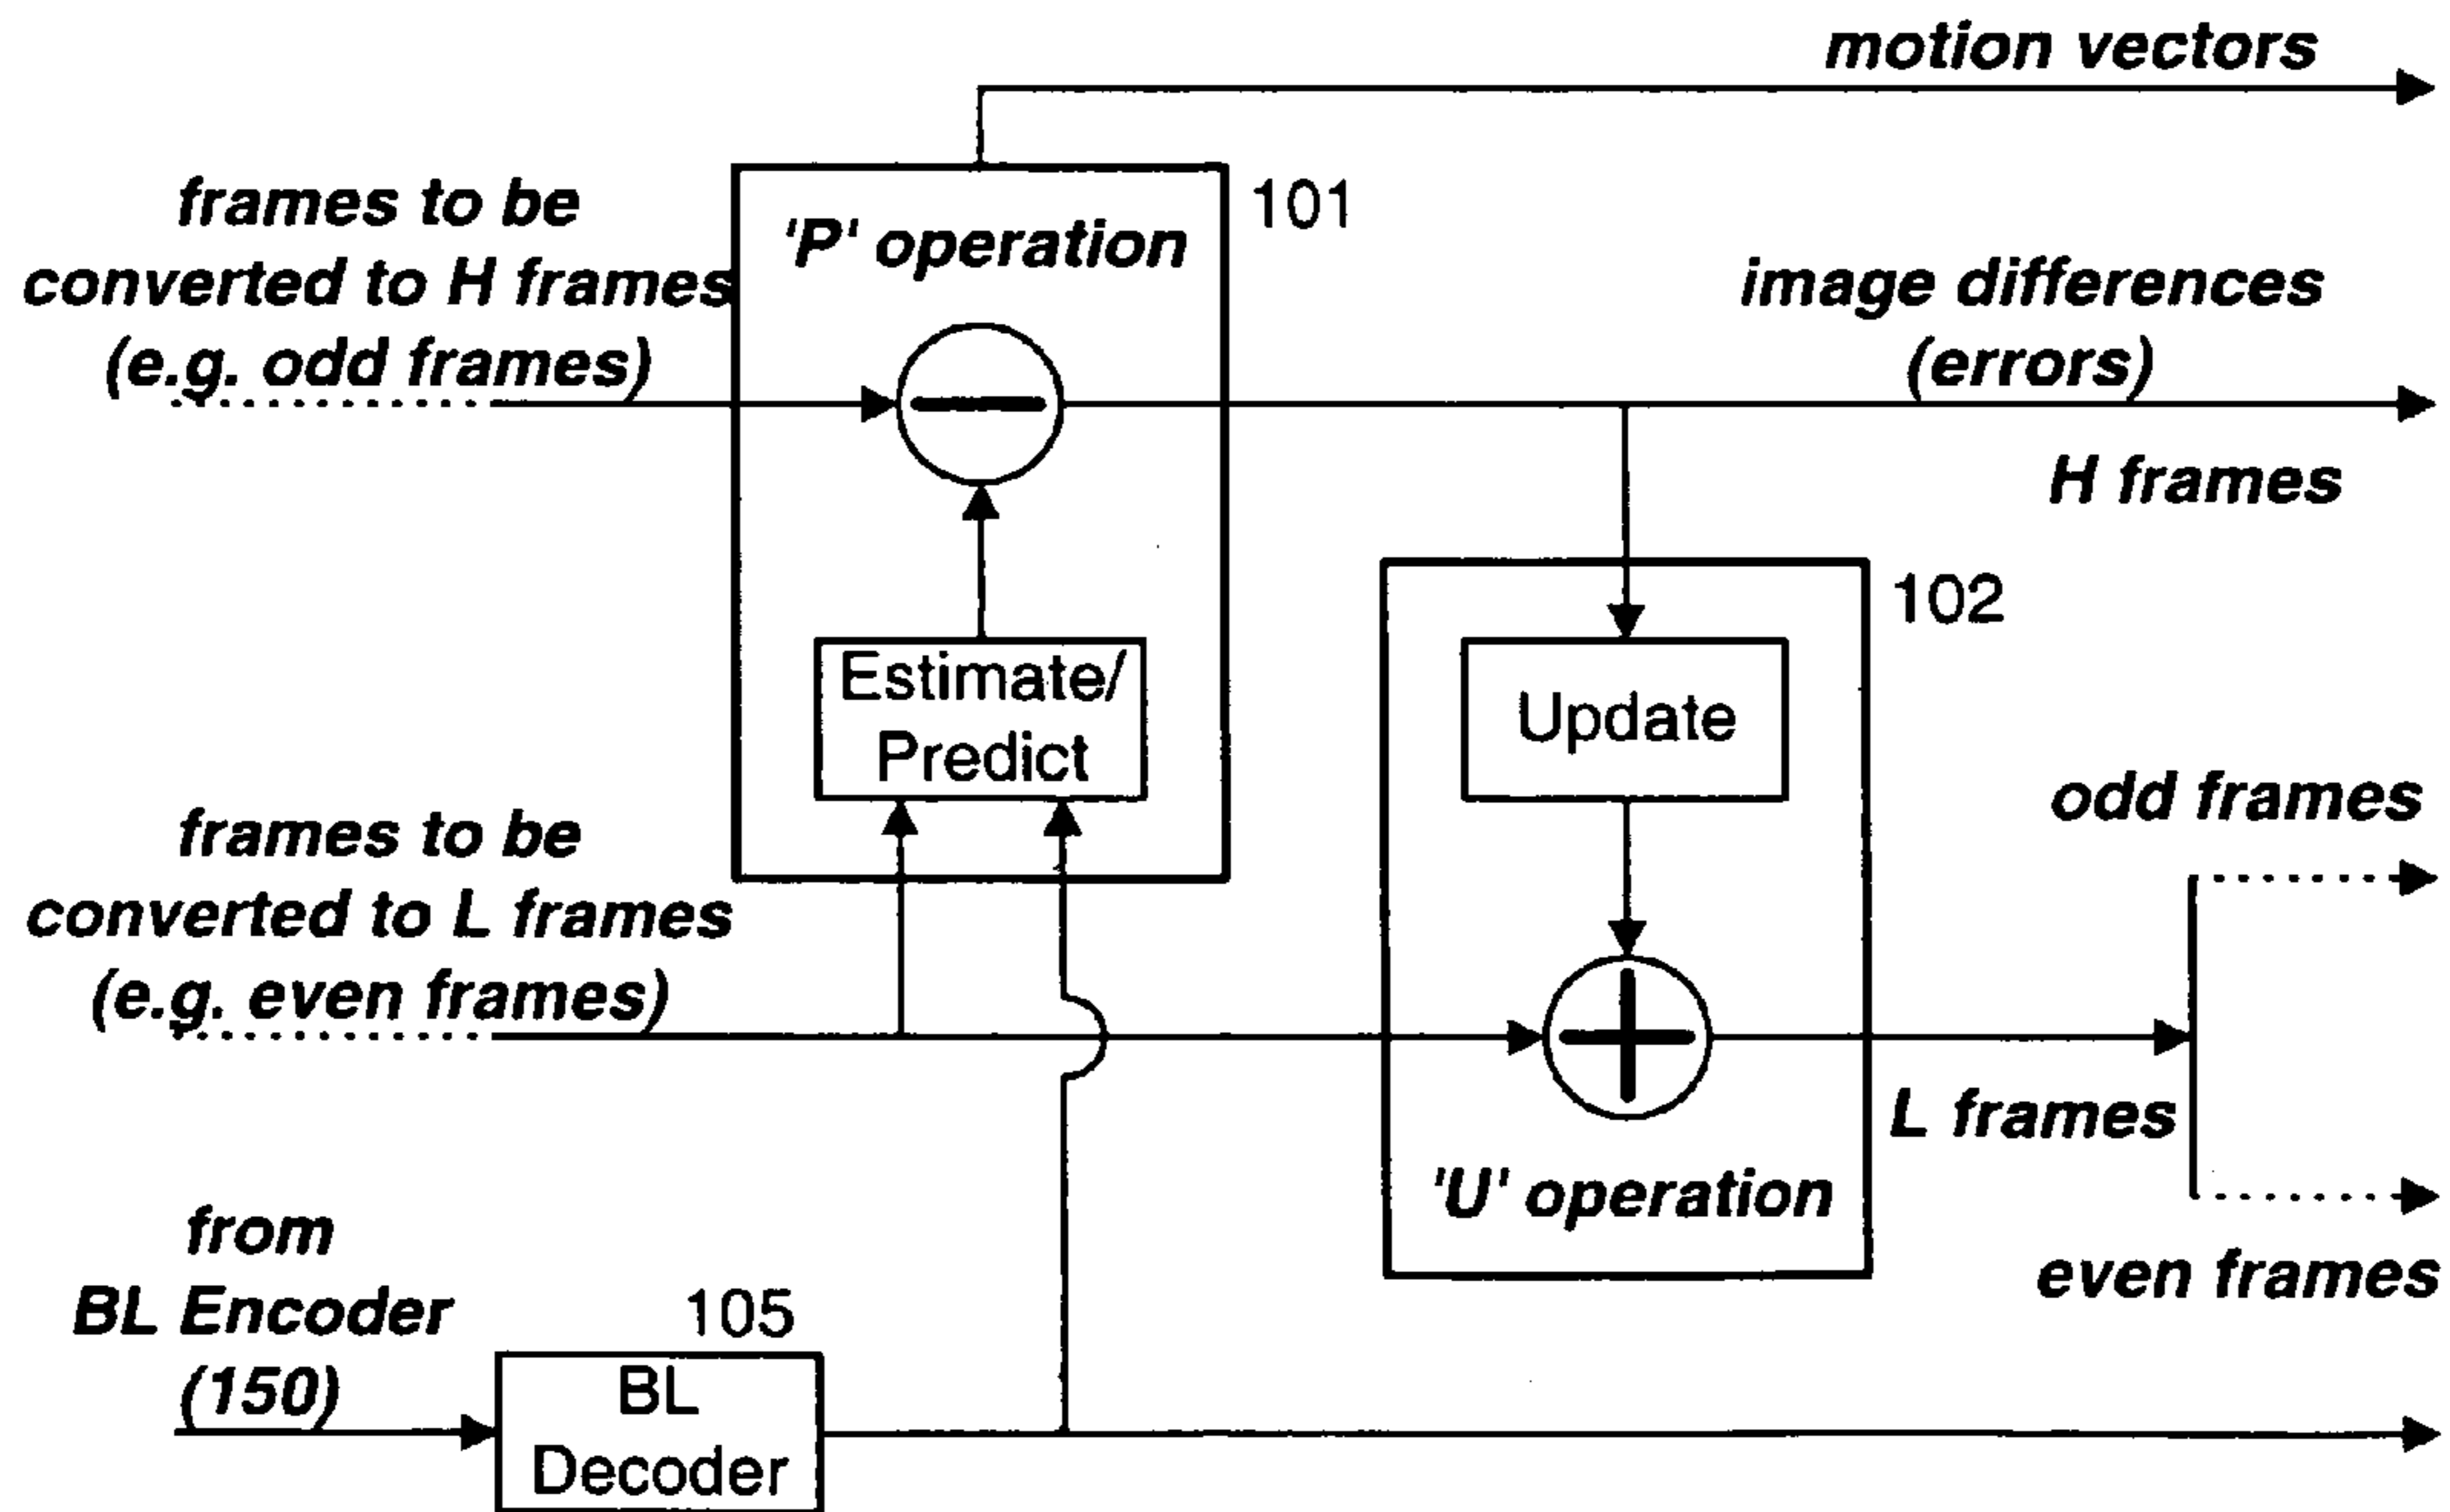 motion vectors
frames to be
converted to H frames
(e.g. odd frames)
'P' operation
101
image differences
(errors)
H frames
Estimate/
Predict
102
Update
frames to be
converted to L frames
(e.g. even frames)
odd frames
L frames
'U' operation
even frames
from
BL Encoder
(150)
105
BL
Decoder